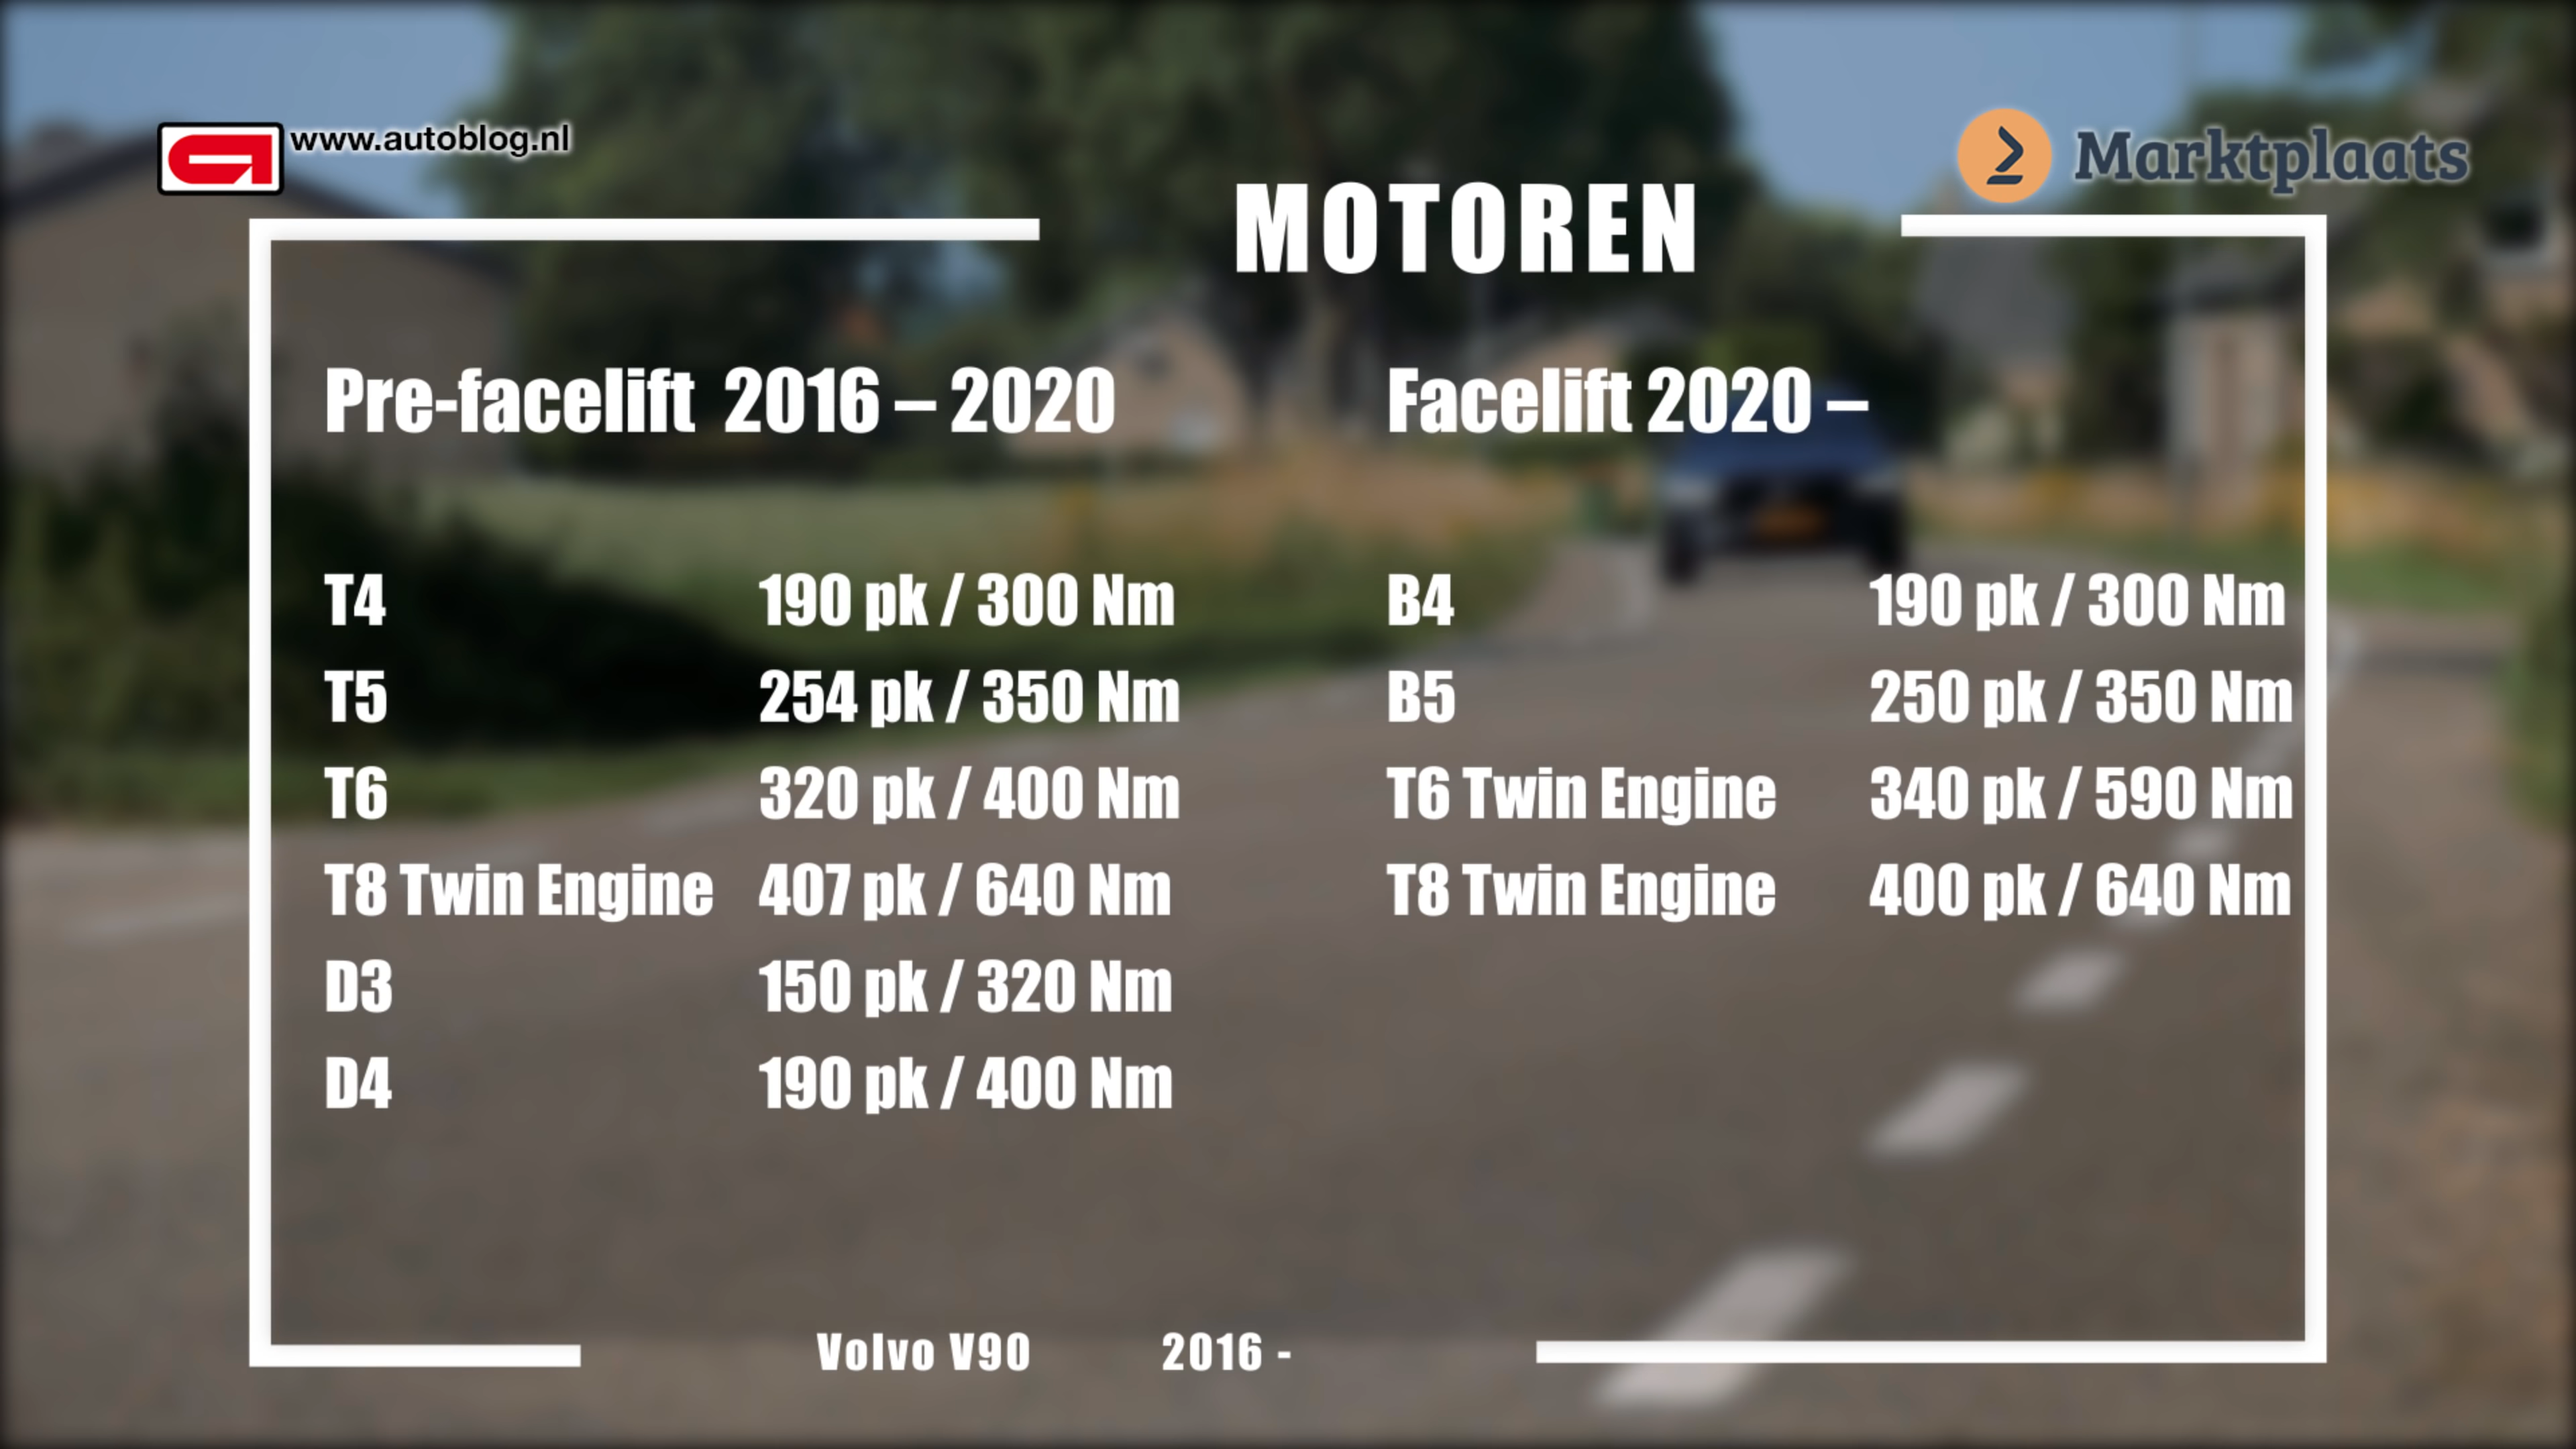 www.autoblog.nl
Marktplaats
MOTOREN
Pre-facelift 2016 – 2020
T4 190 pk / 300 Nm
T5 254 pk / 350 Nm
T6 320 pk / 400 Nm
T8 Twin Engine 407 pk / 640 Nm
D3 150 pk / 320 Nm
D4 190 pk / 400 Nm
Facelift 2020 –
B4 190 pk / 300 Nm
B5 250 pk / 350 Nm
T6 Twin Engine 340 pk / 590 Nm
T8 Twin Engine 400 pk / 640 Nm
Volvo V90 2016 -